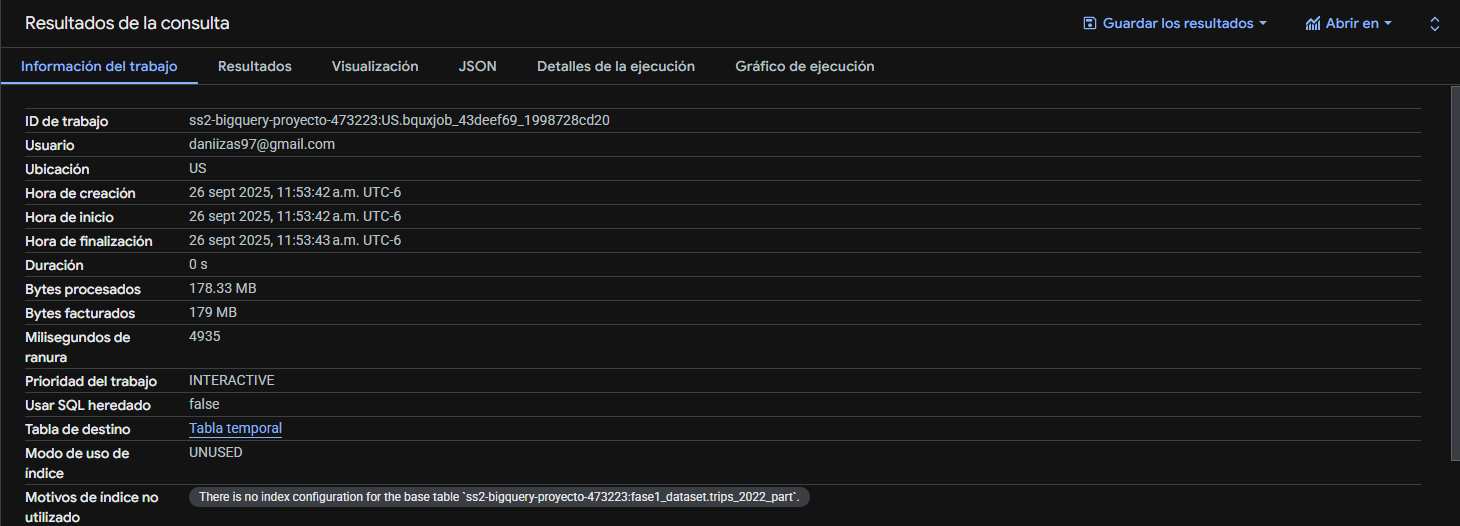 Resultados de la consulta
Guardar los resultados
Abrir en
Información del trabajo
Resultados
Visualización
JSON
Detalles de la ejecución
Gráfico de ejecución
ID de trabajo ss2-bigquery-proyecto-473223:US.bquxjob_43deef69_1998728cd20
Usuario daniizas97@gmail.com
Ubicación US
Hora de creación 26 sept 2025, 11:53:42 a.m. UTC-6
Hora de inicio 26 sept 2025, 11:53:42 a.m. UTC-6
Hora de finalización 26 sept 2025, 11:53:43 a.m. UTC-6
Duración 0 s
Bytes procesados 178.33 MB
Bytes facturados 179 MB
Milisegundos de 4935
ranura
Prioridad del trabajo INTERACTIVE
Usar SQL heredado false
Tabla de destino Tabla temporal
Modo de uso de UNUSED
índice
Motivos de índice no There is no index configuration for the base table `ss2-bigquery-proyecto-473223:fase1_dataset.trips_2022_part`.
utilizado